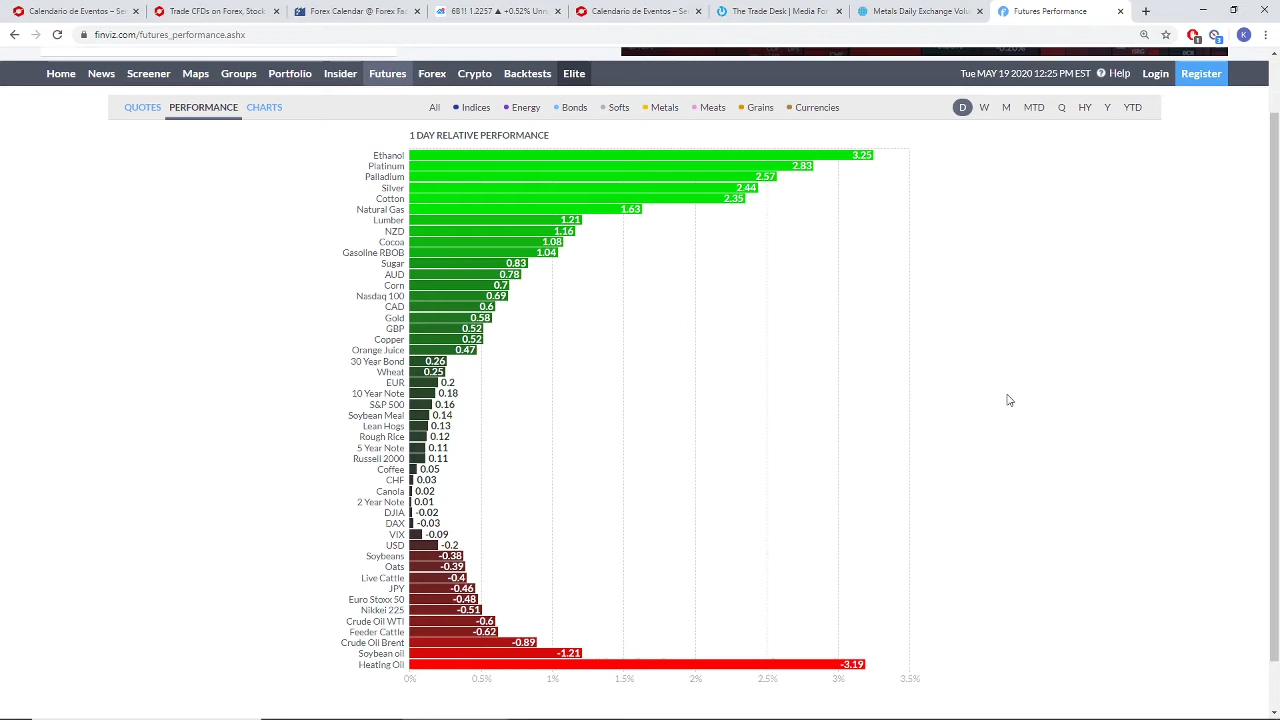 Calendario de Eventos – Se
Trade CFDs on Forex, Stock
Forex Calendar @ Forex Fa
6B1! 1.2257 ▲ +0.52% Unn
Calendario de Eventos – Se
The Trade Desk | Media For
Metals Daily Exchange Volu
Futures Performance
finviz.com/futures_performance.ashx
1
3
K
Home News Screener Maps Groups Portfolio Insider Futures Forex Crypto Backtests Elite
Tue MAY 19 2020 12:25 PM EST Help Login Register
QUOTES PERFORMANCE CHARTS
All Indices Energy Bonds Softs Metals Meats Grains Currencies
D W M MTD Q HY Y YTD
1 DAY RELATIVE PERFORMANCE
Ethanol 3.25
Platinum 2.83
Palladium 2.57
Silver 2.44
Cotton 2.35
Natural Gas 1.63
Lumber 1.21
NZD 1.16
Cocoa 1.08
Gasoline RBOB 1.04
Sugar 0.83
AUD 0.78
Corn 0.7
Nasdaq 100 0.69
CAD 0.6
Gold 0.58
GBP 0.52
Copper 0.52
Orange Juice 0.47
30 Year Bond 0.26
Wheat 0.25
EUR 0.2
10 Year Note 0.18
S&P 500 0.16
Soybean Meal 0.14
Lean Hogs 0.13
Rough Rice 0.12
5 Year Note 0.11
Russell 2000 0.11
Coffee 0.05
CHF 0.03
Canola 0.02
2 Year Note 0.01
DJIA -0.02
DAX -0.03
VIX -0.09
USD -0.2
Soybeans -0.38
Oats -0.39
Live Cattle -0.4
JPY -0.46
Euro Stoxx 50 -0.48
Nikkei 225 -0.51
Crude Oil WTI -0.6
Feeder Cattle -0.62
Crude Oil Brent -0.89
Soybean oil -1.21
Heating Oil -3.19
0% 0.5% 1% 1.5% 2% 2.5% 3% 3.5%